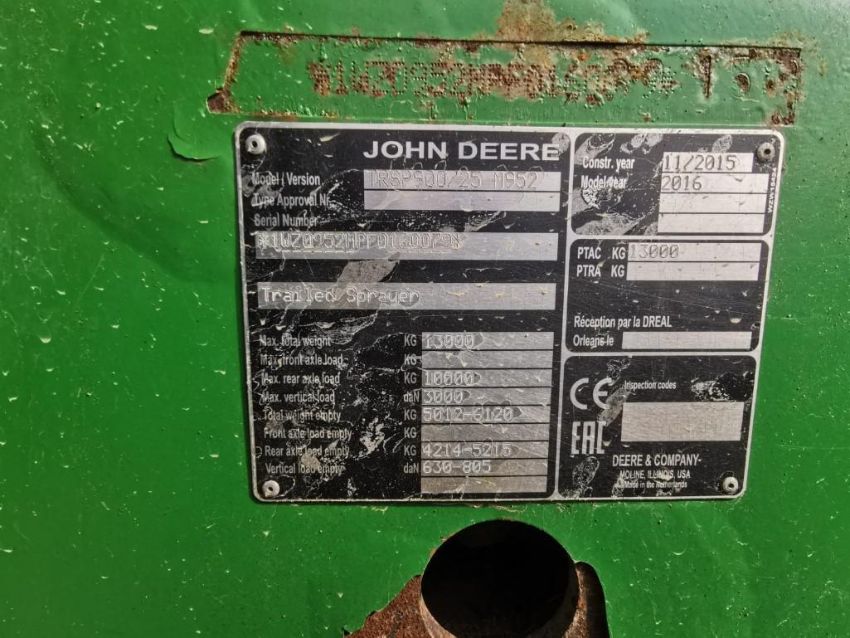 JOHN DEERE
Model / Version TRSP900/25 M952
Type Approval Nr.
Serial Number
Trailed Sprayer
Max. total weight KG 13000
Max. front axle load KG
Max. rear axle load KG 10000
Max. vertical load daN 3000
Total weight empty KG 5012-6120
Front axle load empty KG
Rear axle load empty KG 4214-5215
Vertical load empty daN 630-805
Constr. year 11/2015
Model year 2016
PTAC KG 13000
PTRA KG
Réception par la DREAL
Orleans le
CE
Inspection codes
EAC
DEERE & COMPANY
MOLINE, ILLINOIS, USA
Made in the Netherlands